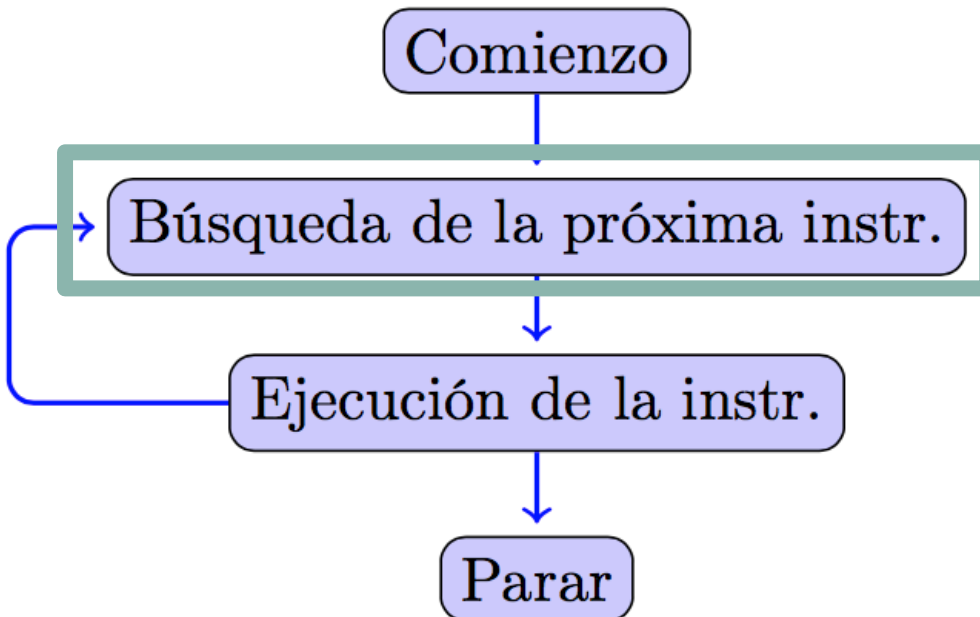 Comienzo
Búsqueda de la próxima instr.
Ejecución de la instr.
Parar